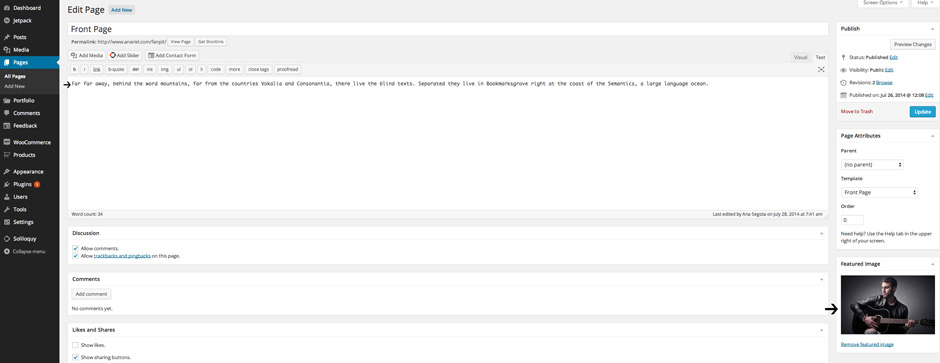 Dashboard
Jetpack
Posts
Media
Pages
All Pages
Add New
Portfolio
Comments
Feedback
WooCommerce
Products
Appearance
Plugins 1
Users
Tools
Settings
Soliloquy
Collapse menu
Screen Options
Help
Edit Page Add New
Front Page
Permalink: http://www.anariel.com/fanpit/ View Page Get Shortlink
Add Media Add Slider Add Contact Form
Visual Text
b i link b-quote del ins img ul ol li code more close tags proofread
Far far away, behind the word mountains, far from the countries Vokalia and Consonantia, there live the blind texts. Separated they live in Bookmarksgrove right at the coast of the Semantics, a large language ocean.
Word count: 34
Last edited by Ana Segota on July 28, 2014 at 7:41 am
Discussion
Allow comments.
Allow trackbacks and pingbacks on this page.
Comments
Add comment
No comments yet.
Likes and Shares
Show likes.
Show sharing buttons.
Publish
Preview Changes
Status: Published Edit
Visibility: Public Edit
Revisions: 2 Browse
Published on: Jul 26, 2014 @ 12:08 Edit
Move to Trash
Update
Page Attributes
Parent
(no parent)
Template
Front Page
Order
0
Need help? Use the Help tab in the upper
right of your screen.
Featured Image
Remove featured image